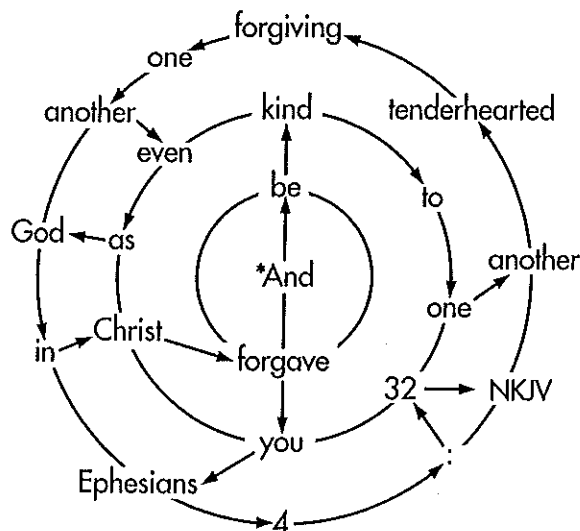 *And
be
kind
to
one
another
tenderhearted
forgiving
one
another
even
as
God
in
Christ
forgave
you
Ephesians
4
:
32
NKJV